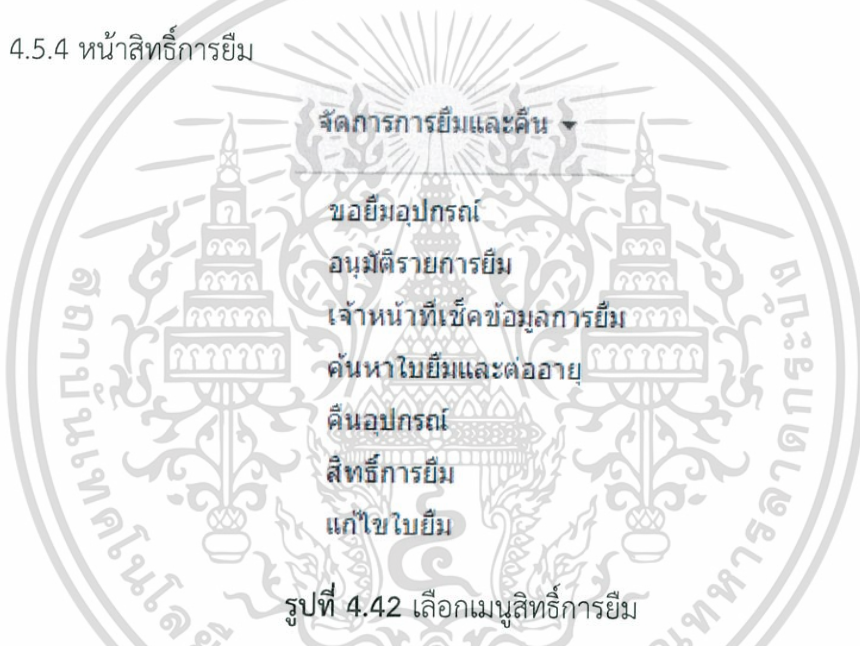 4.5.4 หน้าสิทธิ์การยืม
จัดการการยืมและคืน
ขอยืมอุปกรณ์
อนุมัติรายการยืม
เจ้าหน้าที่เช็คข้อมูลการยืม
ค้นหาใบยืมและต่ออายุ
คืนอุปกรณ์
สิทธิ์การยืม
แก้ไขใบยืม
รูปที่ 4.42 เลือกเมนูสิทธิ์การยืม